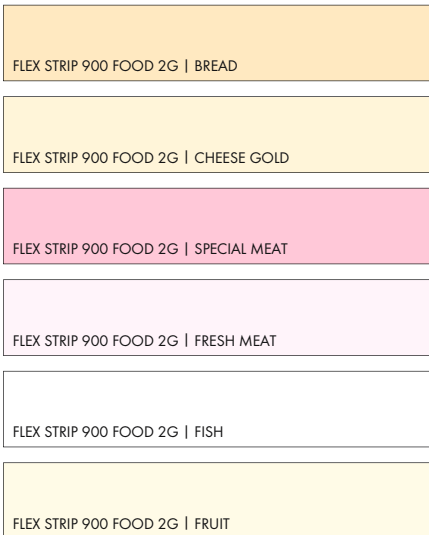 FLEX STRIP 900 FOOD 2G | BREAD
FLEX STRIP 900 FOOD 2G | CHEESE GOLD
FLEX STRIP 900 FOOD 2G | SPECIAL MEAT
FLEX STRIP 900 FOOD 2G | FRESH MEAT
FLEX STRIP 900 FOOD 2G | FISH
FLEX STRIP 900 FOOD 2G | FRUIT